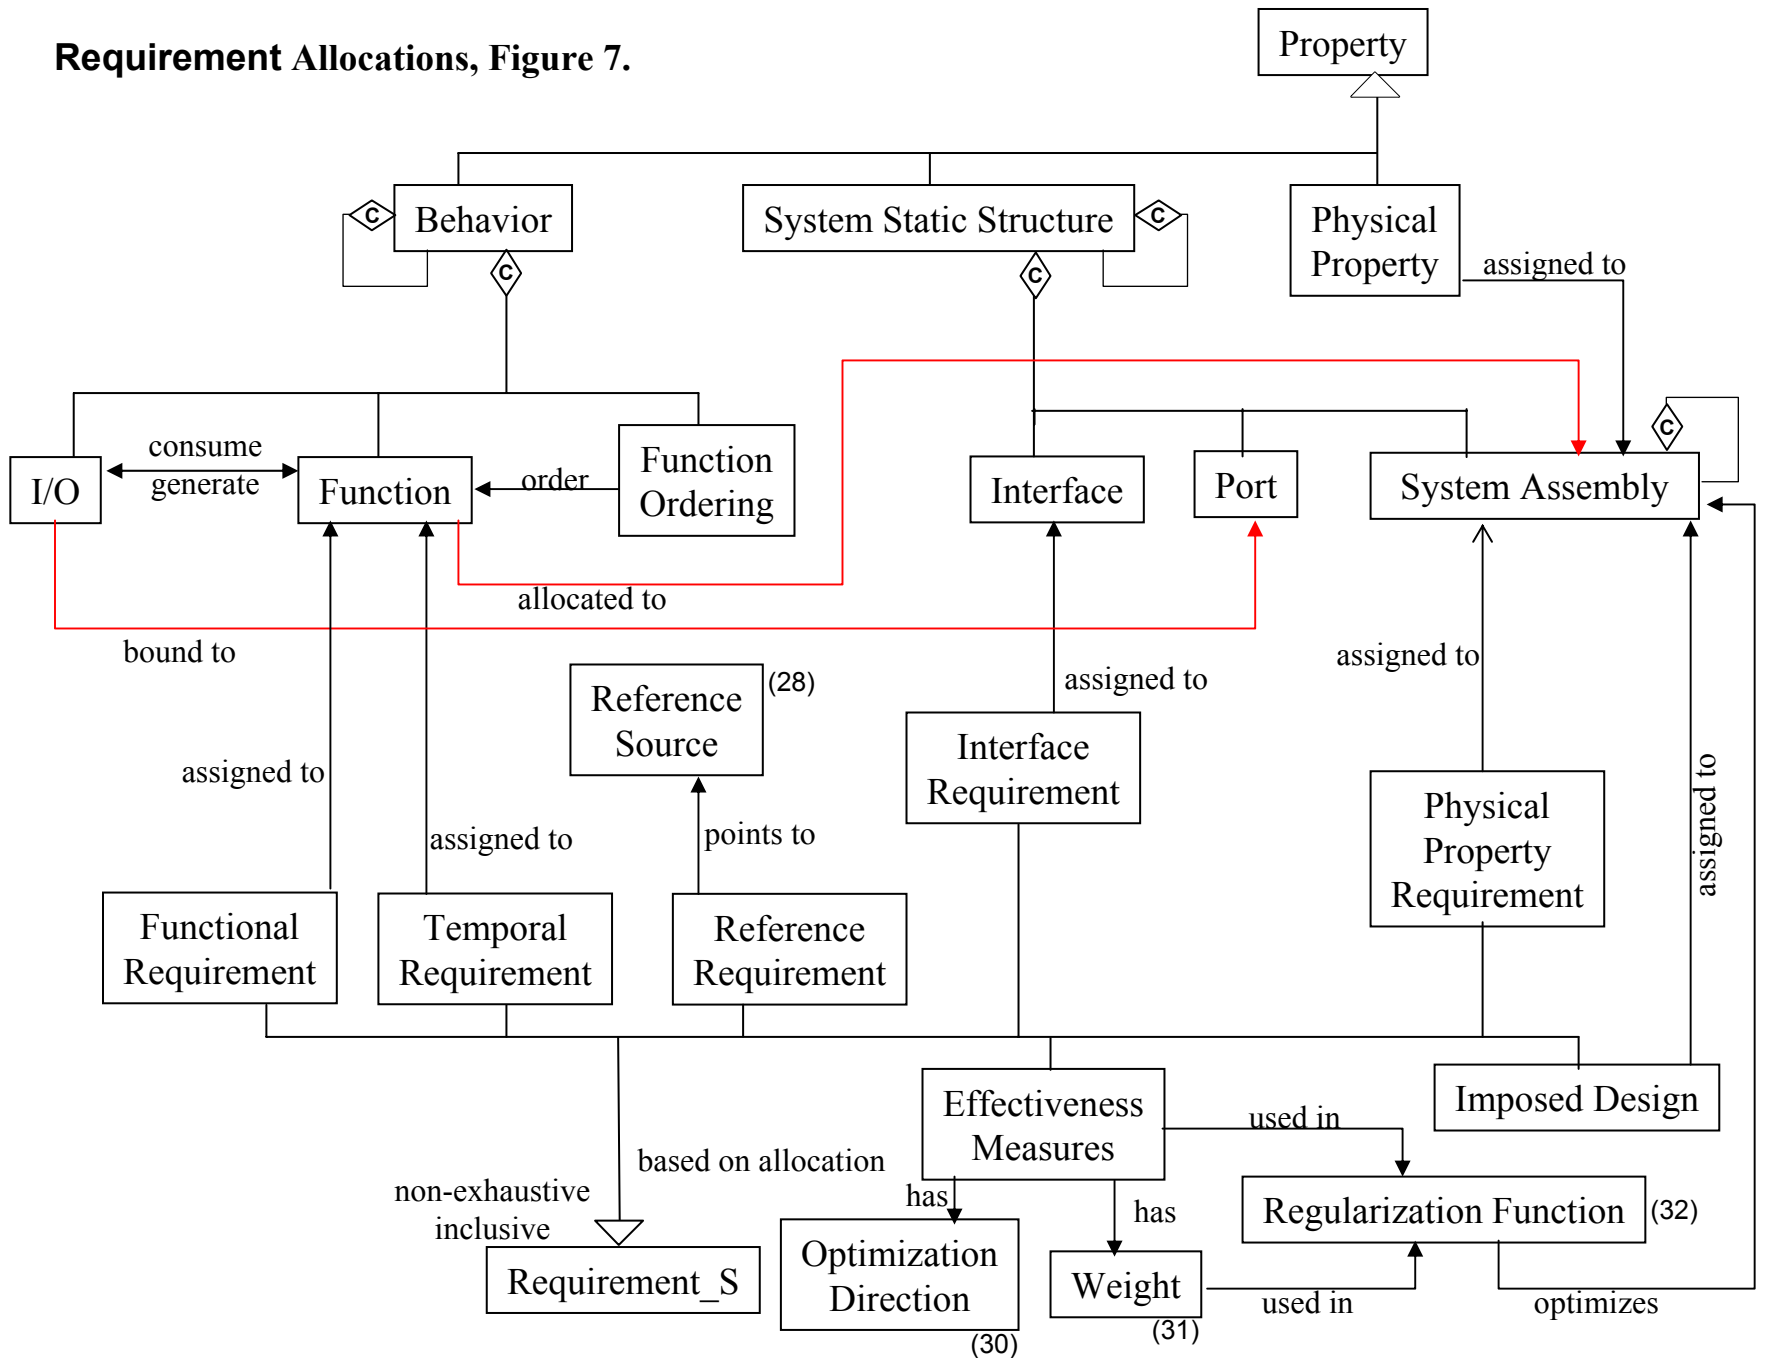 Requirement Allocations, Figure 7.
Property
Behavior
C
C
System Static Structure
C
C
Physical
Property
assigned to
I/O
consume
generate
Function
order
Function
Ordering
Interface
Port
System Assembly
C
allocated to
bound to
Reference
Source
(28)
assigned to
assigned to
assigned to
assigned to
points to
assigned to
Interface
Requirement
Physical
Property
Requirement
Functional
Requirement
Temporal
Requirement
Reference
Requirement
Effectiveness
Measures
used in
Imposed Design
based on allocation
non-exhaustive
inclusive
has
has
Regularization Function
(32)
Requirement_S
Optimization
Direction
(30)
Weight
(31)
used in
optimizes